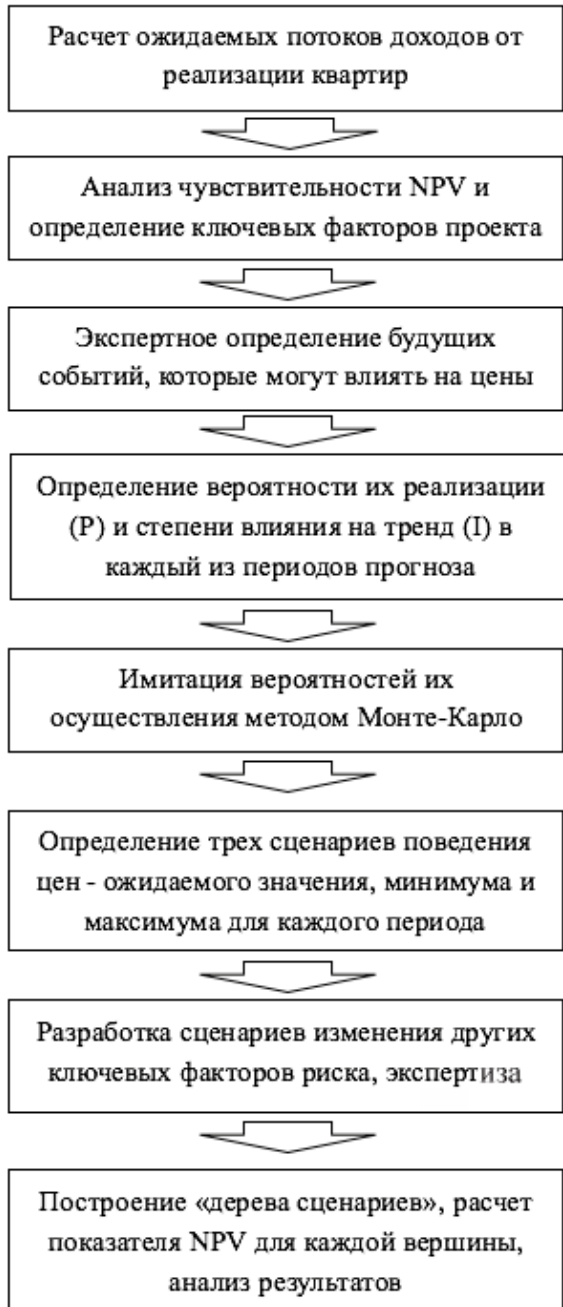 Расчет ожидаемых потоков доходов от
реализации квартир
Анализ чувствительности NPV и
определение ключевых факторов проекта
Экспертное определение будущих
событий, которые могут влиять на цены
Определение вероятности их реализации
(P) и степени влияния на тренд (I) в
каждый из периодов прогноза
Имитация вероятностей их
осуществления методом Монте-Карло
Определение трех сценариев поведения
цен - ожидаемого значения, минимума и
максимума для каждого периода
Разработка сценариев изменения других
ключевых факторов риска, экспертиза
Построение «дерева сценариев», расчет
показателя NPV для каждой вершины,
анализ результатов